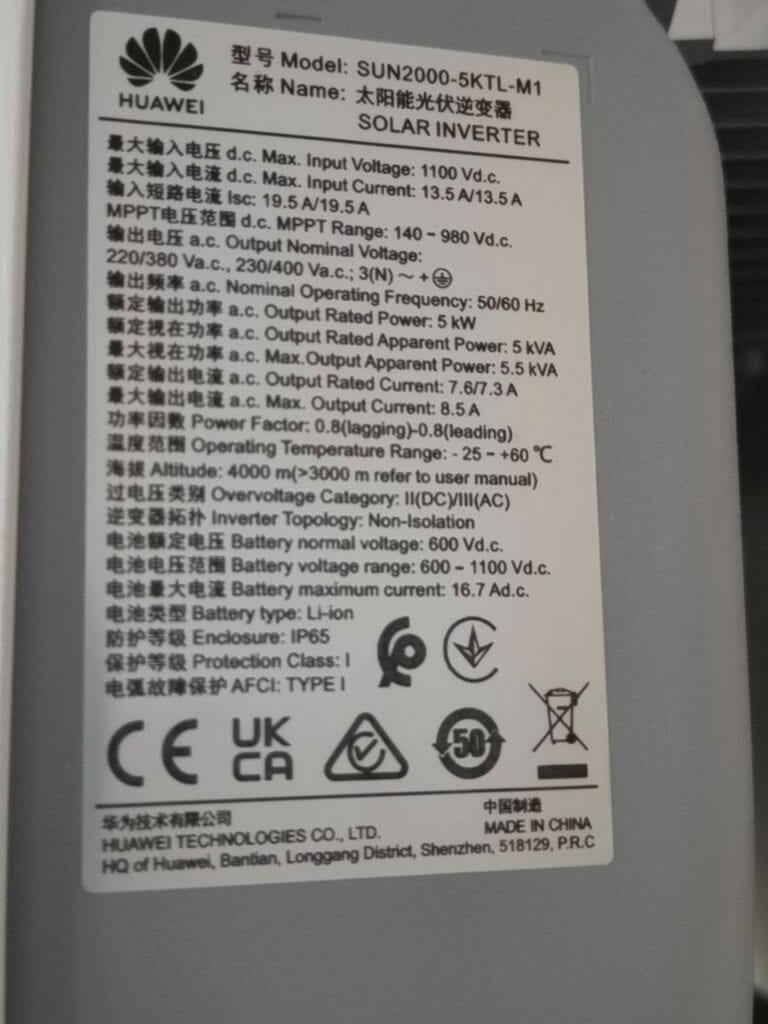 HUAWEI
型号 Model: SUN2000-5KTL-M1
名称 Name: 太阳能光伏逆变器
SOLAR INVERTER
最大输入电压 d.c. Max. Input Voltage: 1100 Vd.c.
最大输入电流 d.c. Max. Input Current: 13.5 A/13.5 A
输入短路电流 Isc: 19.5 A/19.5 A
MPPT电压范围 d.c. MPPT Range: 140 - 980 Vd.c.
输出电压 a.c. Output Nominal Voltage:
220/380 Va.c., 230/400 Va.c.; 3(N) ~ +
输出频率 a.c. Nominal Operating Frequency: 50/60 Hz
额定输出功率 a.c. Output Rated Power: 5 kW
额定视在功率 a.c. Output Rated Apparent Power: 5 kVA
最大视在功率 a.c. Max.Output Apparent Power: 5.5 kVA
额定输出电流 a.c. Output Rated Current: 7.6/7.3 A
最大输出电流 a.c. Max. Output Current: 8.5 A
功率因数 Power Factor: 0.8(lagging)-0.8(leading)
温度范围 Operating Temperature Range: - 25 - +60 ℃
海拔 Altitude: 4000 m(>3000 m refer to user manual)
过电压类别 Overvoltage Category: II(DC)/III(AC)
逆变器拓扑 Inverter Topology: Non-Isolation
电池额定电压 Battery normal voltage: 600 Vd.c.
电池电压范围 Battery voltage range: 600 - 1100 Vd.c.
电池最大电流 Battery maximum current: 16.7 Ad.c.
电池类型 Battery type: Li-ion
防护等级 Enclosure: IP65
保护等级 Protection Class: I
电弧故障保护 AFCI: TYPE I
CE UK CA 50
华为技术有限公司
HUAWEI TECHNOLOGIES CO., LTD.
中国制造
MADE IN CHINA
HQ of Huawei, Bantian, Longgang District, Shenzhen, 518129, P.R.C